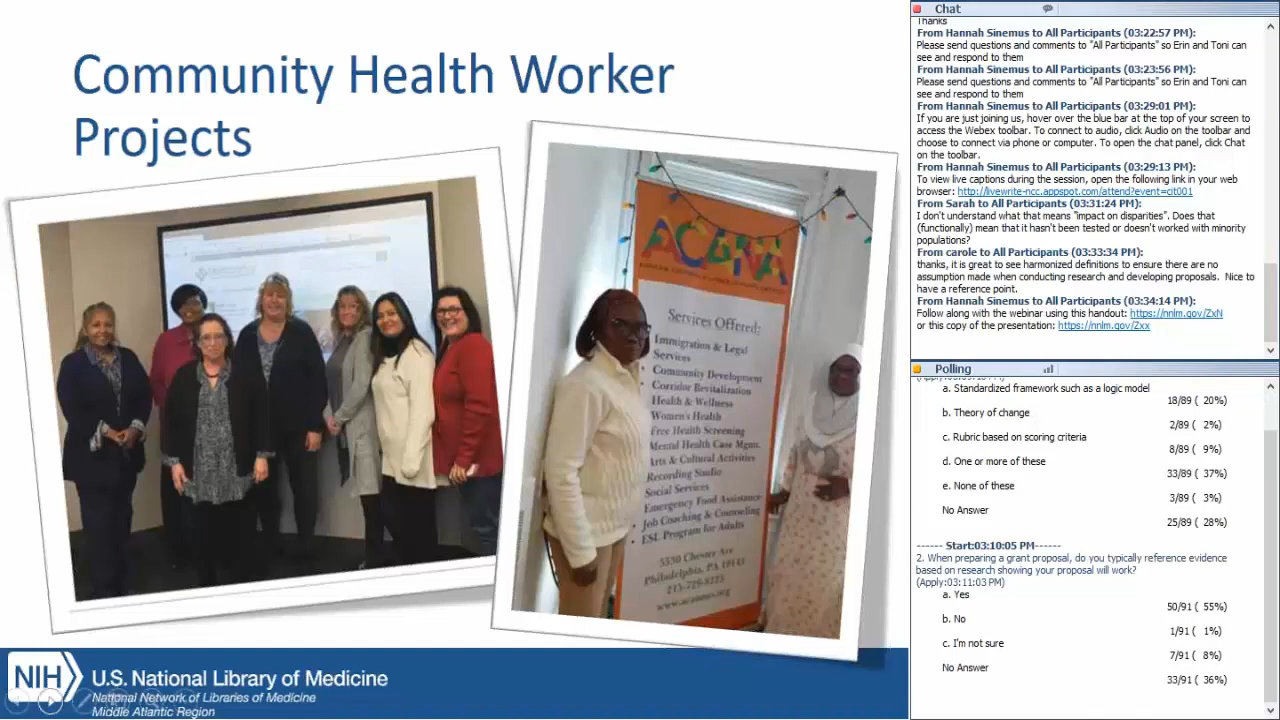 Community Health Worker
Projects
ACANA
Services Offered:
Immigration & Legal
Services
Community Development
Corridor Revitalization
Health & Wellness
Women's Health
Free Health Screening
Mental Health Case Mgmt.
Arts & Cultural Activities
Recording Studio
Social Services
Emergency Food Assistance
Job Coaching & Counseling
ESL Program for Adults
5530 Chester Ave
Philadelphia, PA 19143
NIH
U.S. National Library of Medicine
National Network of Libraries of Medicine
Middle Atlantic Region
Chat
Thanks
From Hannah Sinemus to All Participants (03:22:57 PM):
Please send questions and comments to "All Participants" so Erin and Toni can
see and respond to them
From Hannah Sinemus to All Participants (03:23:56 PM):
Please send questions and comments to "All Participants" so Erin and Toni can
see and respond to them
From Hannah Sinemus to All Participants (03:29:01 PM):
If you are just joining us, hover over the blue bar at the top of your screen to
access the Webex toolbar. To connect to audio, click Audio on the toolbar and
choose to connect via phone or computer. To open the chat panel, click Chat
on the toolbar.
From Hannah Sinemus to All Participants (03:29:13 PM):
To view live captions during the session, open the following link in your web
browser: http://livewrite-ncc.appspot.com/attend?event=cit001
From Sarah to All Participants (03:31:24 PM):
I don't understand what that means "impact on disparities". Does that
(functionally) mean that it hasn't been tested or doesn't worked with minority
populations?
From carole to All Participants (03:33:34 PM):
thanks, it is great to see harmonized definitions to ensure there are no
assumption made when conducting research and developing proposals. Nice to
have a reference point.
From Hannah Sinemus to All Participants (03:34:14 PM):
Follow along with the webinar using this handout: https://nnlm.gov/ZxN
or this copy of the presentation: https://nnlm.gov/Zxx
Polling
a. Standardized framework such as a logic model
18/89 ( 20%)
b. Theory of change
2/89 ( 2%)
c. Rubric based on scoring criteria
8/89 ( 9%)
d. One or more of these
33/89 ( 37%)
e. None of these
3/89 ( 3%)
No Answer
25/89 ( 28%)
------ Start:03:10:05 PM------
2. When preparing a grant proposal, do you typically reference evidence
based on research showing your proposal will work?
(Apply:03:11:03 PM)
a. Yes
50/91 ( 55%)
b. No
1/91 ( 1%)
c. I'm not sure
7/91 ( 8%)
No Answer
33/91 ( 36%)